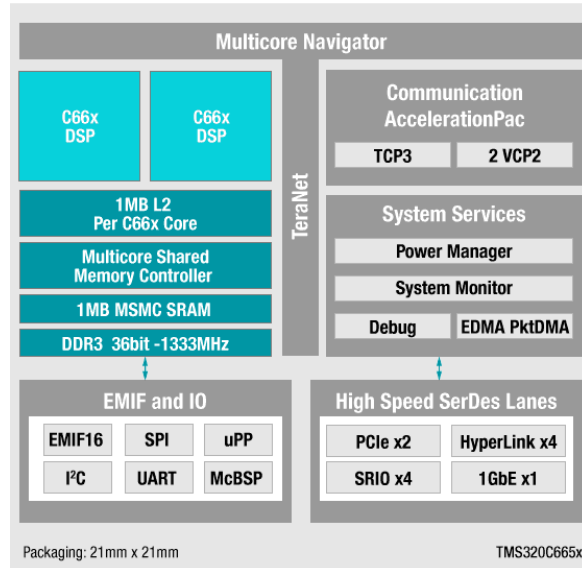 Multicore Navigator
C66x
DSP
C66x
DSP
1MB L2
Per C66x Core
Multicore Shared
Memory Controller
1MB MSMC SRAM
DDR3 36bit -1333MHz
TeraNet
Communication
AccelerationPac
TCP3
2 VCP2
System Services
Power Manager
System Monitor
Debug
EDMA PktDMA
EMIF and IO
EMIF16
SPI
uPP
I²C
UART
McBSP
High Speed SerDes Lanes
PCIe x2
HyperLink x4
SRIO x4
1GbE x1
Packaging: 21mm x 21mm
TMS320C665x